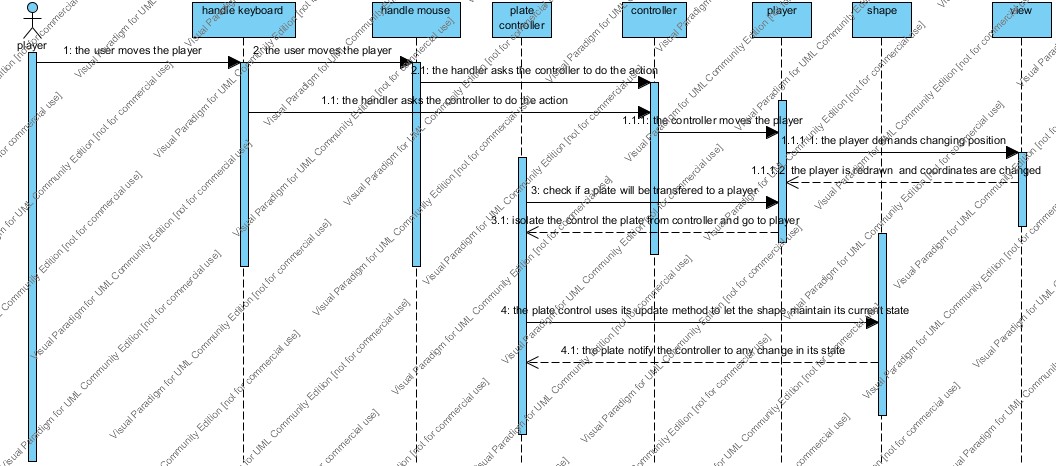 handle keyboard
handle mouse
plate
controller
controller
player
shape
view
player
1: the user moves the player
2: the user moves the player
2.1: the handler asks the controller to do the action
1.1: the handler asks the controller to do the action
1.1.1: the controller moves the player
1.1.1.1: the player demands changing position
1.1.1.2: the player is redrawn and coordinates are changed
3: check if a plate will be transfered to a player
3.1: isolate the control the plate from controller and go to player
4: the plate control uses its update method to let the shape maintain its current state
4.1: the plate notify the controller to any change in its state
Visual Paradigm for UML Community Edition [not for commercial use]